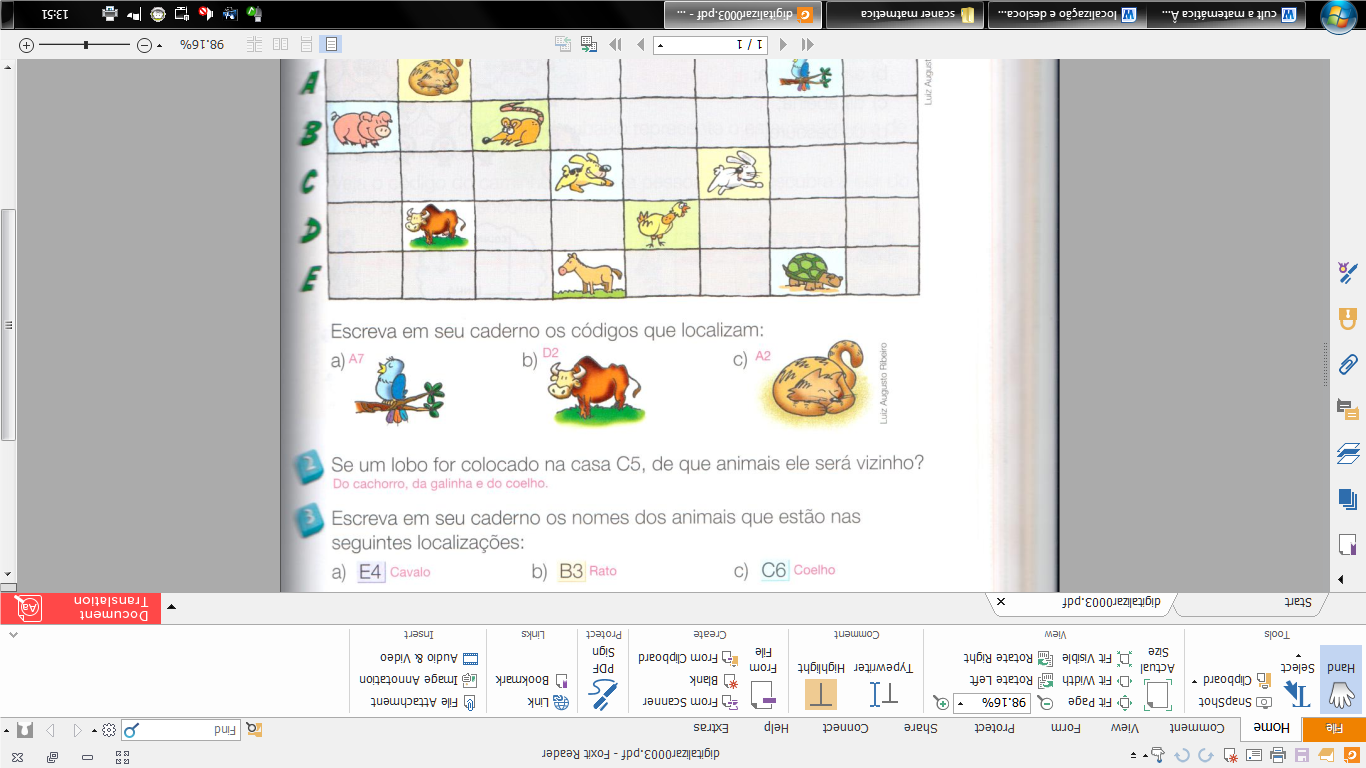 digitalizar0003.pdf - Foxit Reader
File
Home
Comment
View
Form
Protect
Share
Connect
Help
Extras
Find
Hand
Select
Snapshot
Clipboard
Tools
Actual Size
Fit Page
Fit Width
Fit Visible
98.16%
Rotate Left
Rotate Right
View
Typewriter
Highlight
Comment
From File
From Scanner
Blank
From Clipboard
Create
PDF Sign
Protect
Link
Bookmark
Links
File Attachment
Image Annotation
Audio & Video
Insert
Start
digitalizar0003.pdf
Document Translation
A
B
C
D
E
Luiz August
Escreva em seu caderno os códigos que localizam:
a) A7
b) D2
c) A2
Luiz Augusto Ribeiro
2 Se um lobo for colocado na casa C5, de que animais ele será vizinho?
Do cachorro, da galinha e do coelho.
3 Escreva em seu caderno os nomes dos animais que estão nas
seguintes localizações:
a) E4 Cavalo b) B3 Rato c) C6 Coelho
1 / 1
98.16%
cult a matemática A...
localização e desloca...
scaner matmetica
digitalizar0003.pdf - ...
13:51